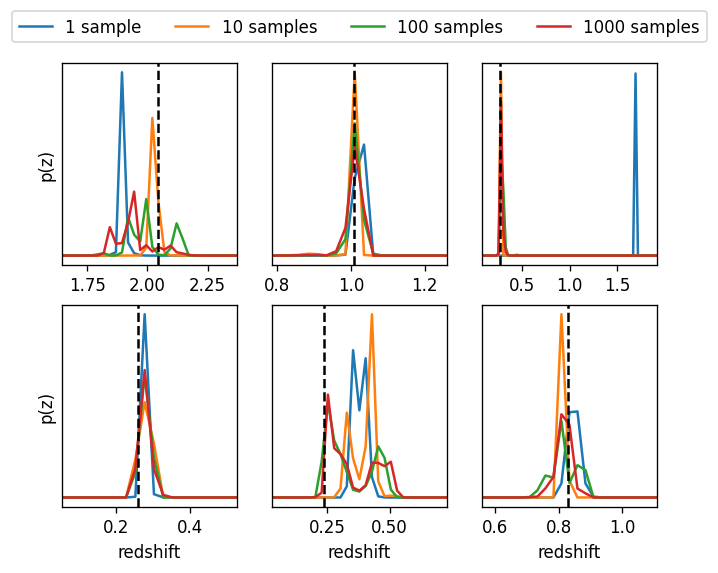 1 sample 10 samples 100 samples 1000 samples
p(z)
1.75 2.00 2.25 0.8 1.0 1.2 0.5 1.0 1.5
p(z)
0.2 0.4 0.25 0.50 0.6 0.8 1.0
redshift redshift redshift